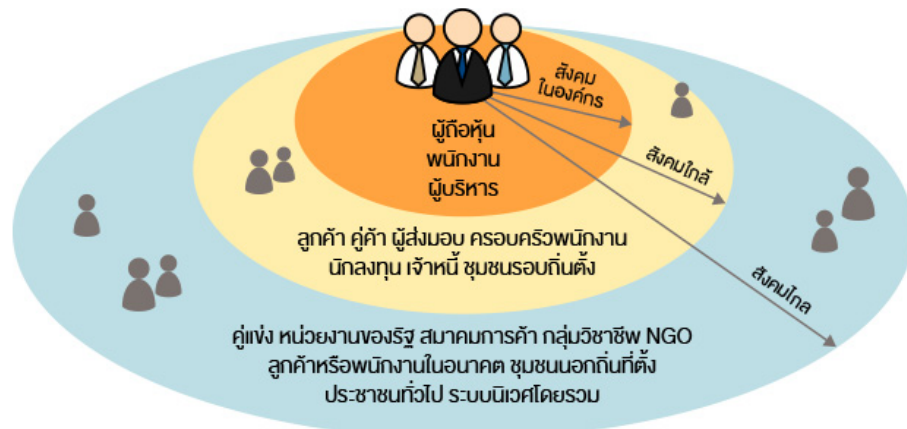 สังคม
ในองค์กร
ผู้ถือหุ้น
พนักงาน
ผู้บริหาร
สังคมใกล้
ลูกค้า คู่ค้า ผู้ส่งมอบ ครอบครัวพนักงาน
นักลงทุน เจ้าหนี้ ชุมชนรอบถิ่นตั้ง
สังคมไกล
คู่แข่ง หน่วยงานของรัฐ สมาคมการค้า กลุ่มวิชาชีพ NGO
ลูกค้าหรือพนักงานในอนาคต ชุมชนนอกถิ่นที่ตั้ง
ประชาชนทั่วไป ระบบนิเวศโดยรวม